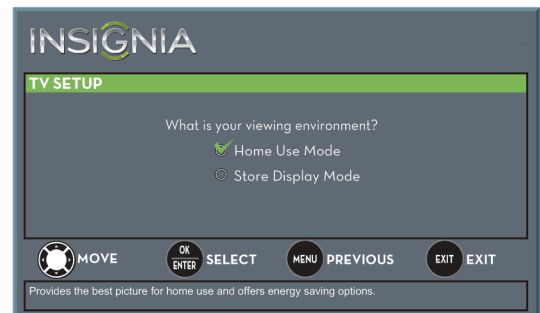 INSIGNIA
TV SETUP
What is your viewing environment?
Home Use Mode
Store Display Mode
MOVE
OK
ENTER
SELECT
MENU
PREVIOUS
EXIT
EXIT
Provides the best picture for home use and offers energy saving options.